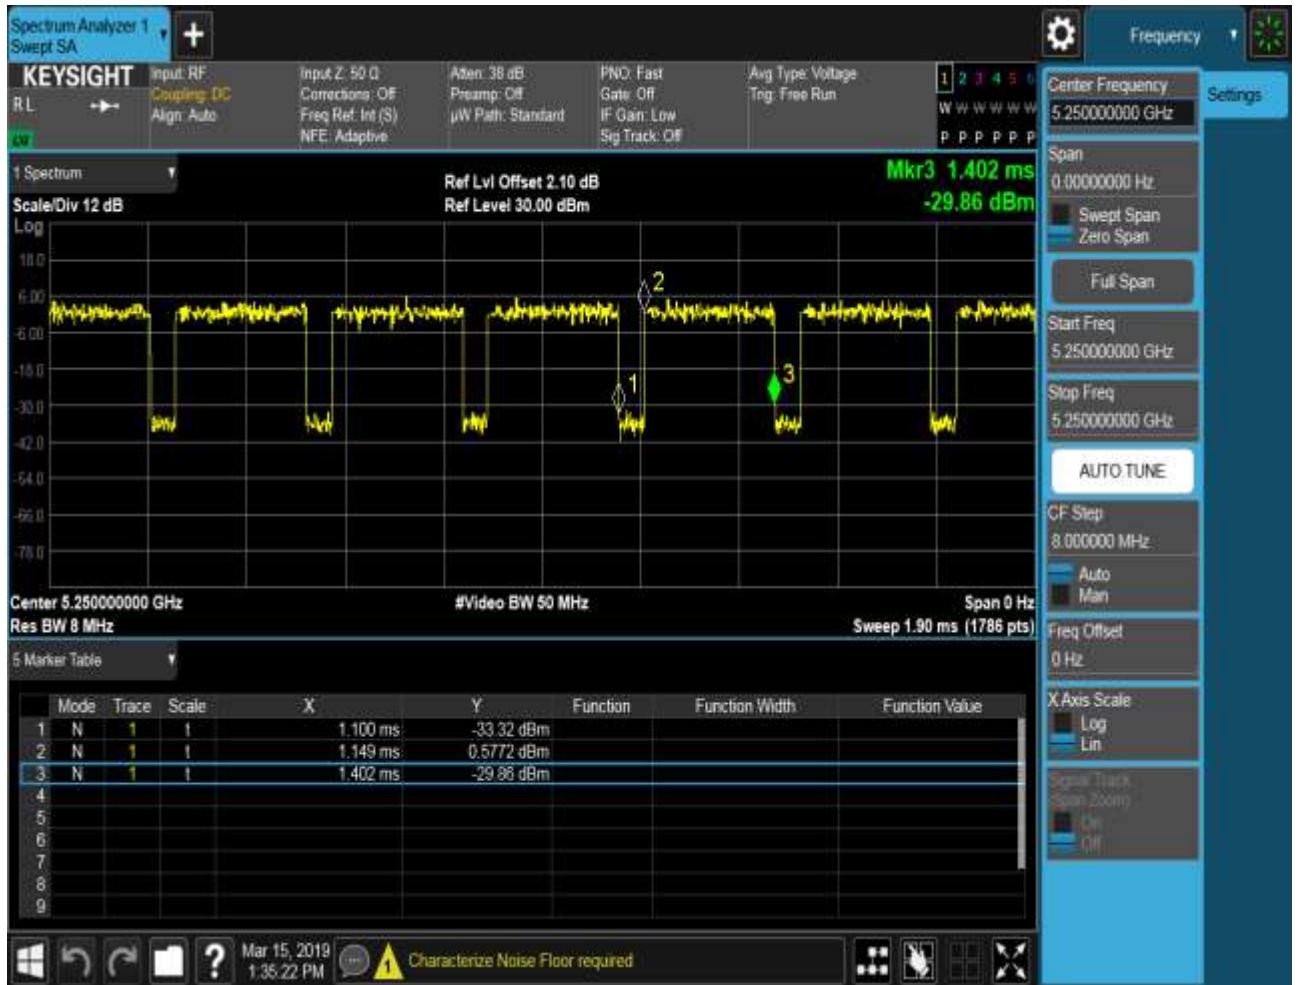 Spectrum Analyzer 1
Swept SA
Frequency
KEYSIGHT
RL
Input: RF
Coupling: DC
Align: Auto
Input Z: 50 Ω
Corrections: Off
Freq Ref: Int (S)
NFE: Adaptive
Atten: 38 dB
Preamp: Off
µW Path: Standard
PNO: Fast
Gate: Off
IF Gain: Low
Sig Track: Off
Avg Type: Voltage
Trig: Free Run
1 2 3 4 5 6
W W W W W W
P P P P P P
1 Spectrum
Scale/Div 12 dB
Log
Ref Lvl Offset 2.10 dB
Ref Level 30.00 dBm
Mkr3 1.402 ms
-29.86 dBm
18.0
6.00
-6.00
-18.0
-30.0
-42.0
-54.0
-66.0
-78.0
2
1
3
Center 5.250000000 GHz
Res BW 8 MHz
#Video BW 50 MHz
Span 0 Hz
Sweep 1.90 ms (1786 pts)
5 Marker Table
Mode Trace Scale X Y Function Function Width Function Value
1 N 1 t 1.100 ms -33.32 dBm
2 N 1 t 1.149 ms 0.5772 dBm
3 N 1 t 1.402 ms -29.86 dBm
4
5
6
7
8
9
Mar 15, 2019
1:35:22 PM
1
Characterize Noise Floor required
Center Frequency
5.250000000 GHz
Settings
Span
0.00000000 Hz
Swept Span
Zero Span
Full Span
Start Freq
5.250000000 GHz
Stop Freq
5.250000000 GHz
AUTO TUNE
CF Step
8.000000 MHz
Auto
Man
Freq Offset
0 Hz
X Axis Scale
Log
Lin
Signal Track
(Span Zoom)
On
Off